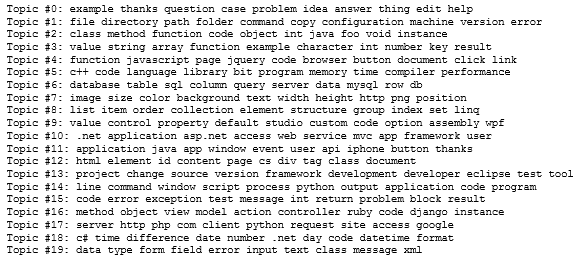 Topic #0: example thanks question case problem idea answer thing edit help
Topic #1: file directory path folder command copy configuration machine version error
Topic #2: class method function code object int java foo void instance
Topic #3: value string array function example character int number key result
Topic #4: function javascript page jquery code browser button document click link
Topic #5: c++ code language library bit program memory time compiler performance
Topic #6: database table sql column query server data mysql row db
Topic #7: image size color background text width height http png position
Topic #8: list item order collection element structure group index set linq
Topic #9: value control property default studio custom code option assembly wpf
Topic #10: .net application asp.net access web service mvc app framework user
Topic #11: application java app window event user api iphone button thanks
Topic #12: html element id content page cs div tag class document
Topic #13: project change source version framework development developer eclipse test tool
Topic #14: line command window script process python output application code program
Topic #15: code error exception test message int return problem block result
Topic #16: method object view model action controller ruby code django instance
Topic #17: server http php com client python request site access google
Topic #18: c# time difference date number .net day code datetime format
Topic #19: data type form field error input text class message xml